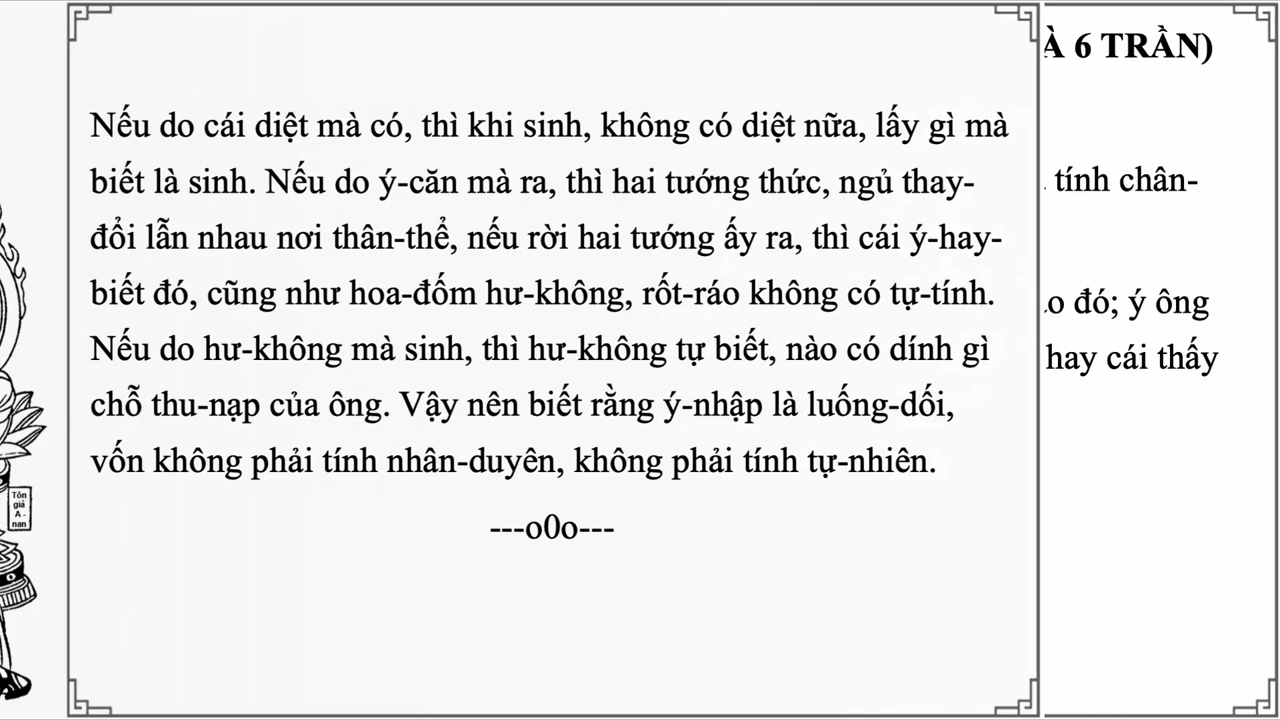 Nếu do cái diệt mà có, thì khi sinh, không có diệt nữa, lấy gì mà
biết là sinh. Nếu do ý-căn mà ra, thì hai tướng thức, ngủ thay-
đổi lẫn nhau nơi thân-thể, nếu rời hai tướng ấy ra, thì cái ý-hay-
biết đó, cũng như hoa-đốm hư-không, rốt-ráo không có tự-tính.
Nếu do hư-không mà sinh, thì hư-không tự biết, nào có dính gì
chỗ thu-nạp của ông. Vậy nên biết rằng ý-nhập là luống-dối,
vốn không phải tính nhân-duyên, không phải tính tự-nhiên.
---o0o---
6 TRẦN)
tính chân-
đó; ý ông
hay cái thấy
Tôn
giả
A -
nan